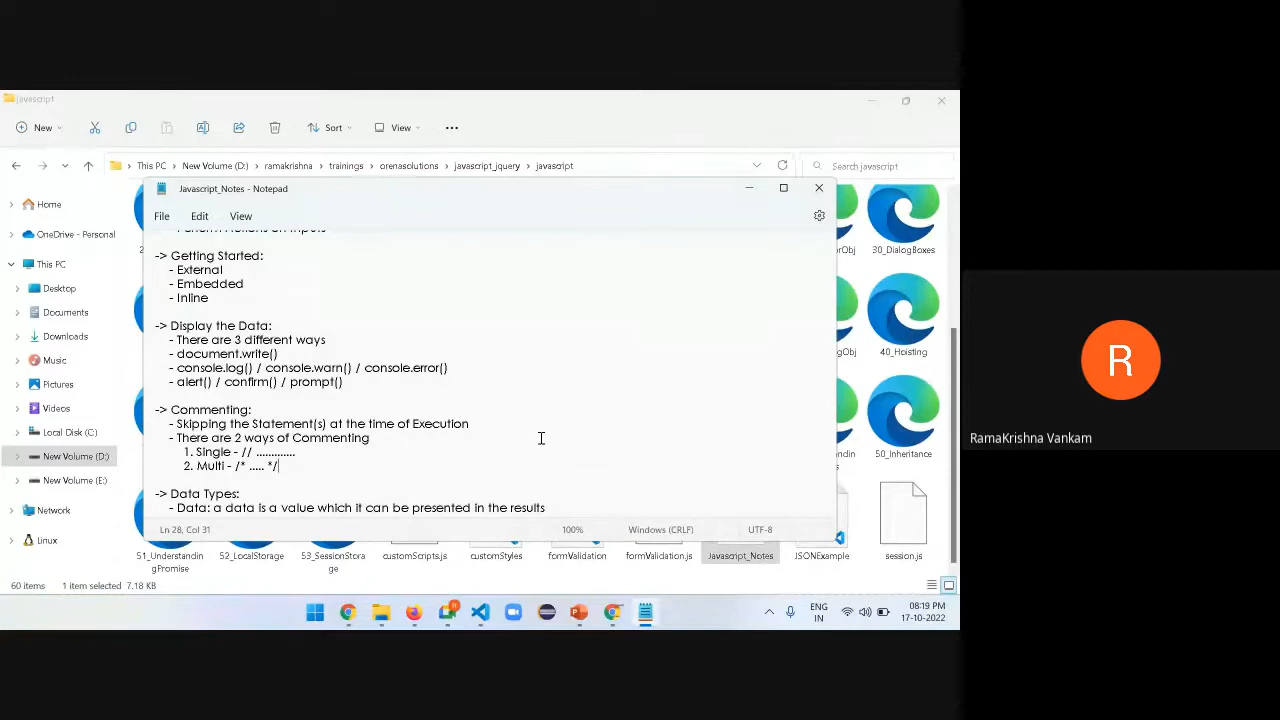 javescript
New
Sort
View
This PC
New Volume (D:)
ramakrishna
trainings
orenasolutions
javascript_jquery
javascript
Search javascript
Javascript_Notes - Notepad
File
Edit
View
Home
OneDrive - Personal
This PC
Desktop
Documents
Downloads
Music
Pictures
Videos
Local Disk (C:)
New Volume (D:)
New Volume (E:)
Network
Linux
-> Getting Started:
- External
- Embedded
- Inline
-> Display the Data:
- There are 3 different ways
- document.write()
- console.log() / console.warn() / console.error()
- alert() / confirm() / prompt()
-> Commenting:
- Skipping the Statement(s) at the time of Execution
- There are 2 ways of Commenting
1. Single - // .............
2. Multi - /* ..... */
-> Data Types:
- Data: a data is a value which it can be presented in the results
Ln 28, Col 31
100%
Windows (CRLF)
UTF-8
rObj
30_DialogBoxes
gObj
40_Hoisting
50_Inheritance
51_Understandin
gPromise
52_LocalStorage
53_SessionStora
ge
customScripts.js
customStyles
formValidation
formValidation.js
Javascript_Notes
JSONExample
session.js
60 items
1 item selected 7.18 KB
ENG
IN
08:19 PM
17-10-2022
R
RamaKrishna Vankam